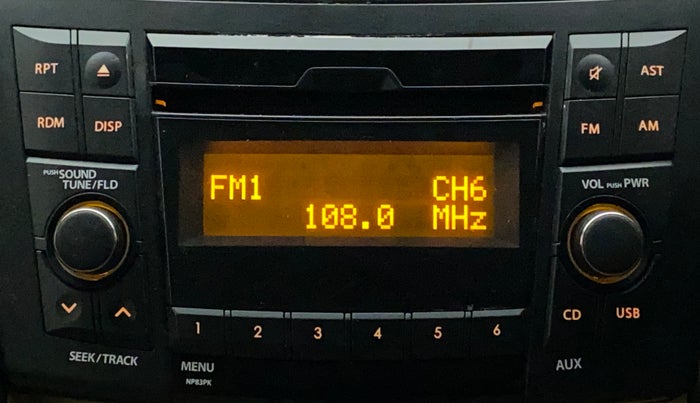 RPT
AST
RDM
DISP
FM
AM
PUSH SOUND
TUNE/FLD
VOL PUSH PWR
FM1 CH6
108.0 MHz
CD
USB
1 2 3 4 5 6
SEEK/TRACK
MENU
AUX
NP83PK